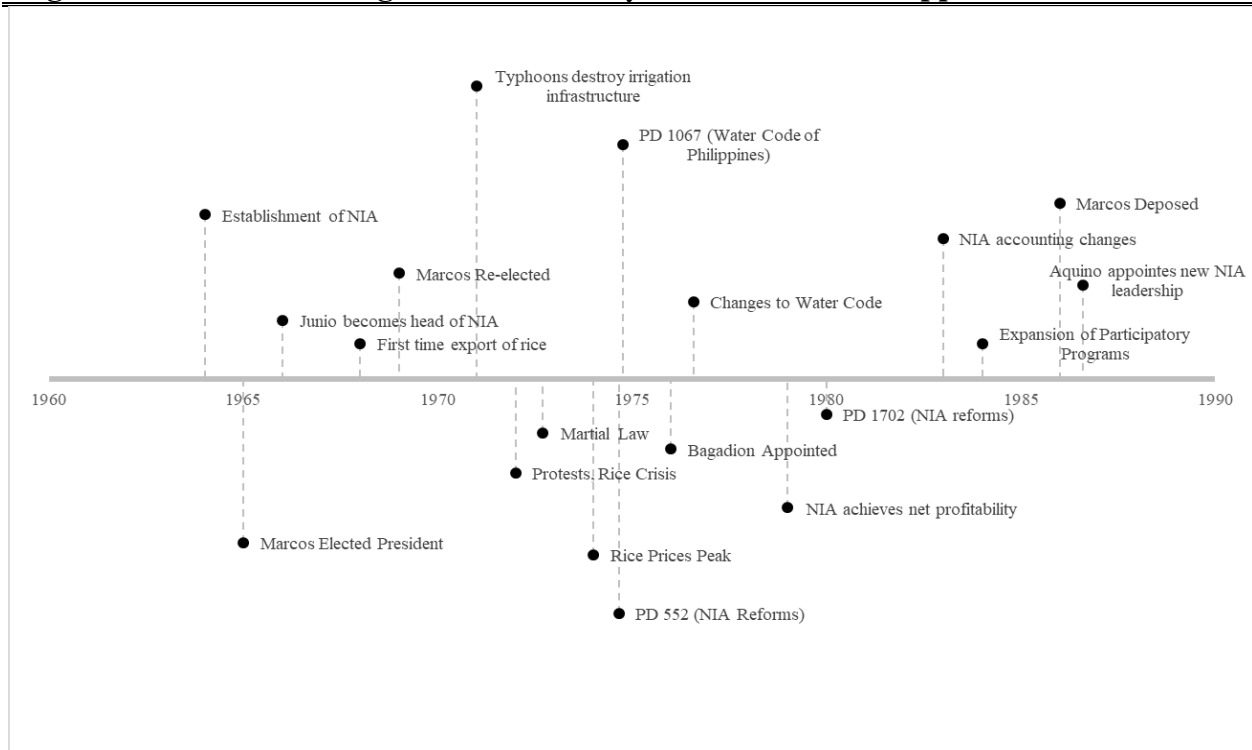 Typhoons destroy irrigation
infrastructure
PD 1067 (Water Code of
Philippines)
Establishment of NIA
Marcos Deposed
NIA accounting changes
Marcos Re-elected
Aquino appointes new NIA
leadership
Changes to Water Code
Junio becomes head of NIA
First time export of rice
Expansion of Participatory
Programs
1960 1965 1970 1975 1980 1985 1990
PD 1702 (NIA reforms)
Martial Law
Bagadion Appointed
Protests. Rice Crisis
NIA achieves net profitability
Marcos Elected President
Rice Prices Peak
PD 552 (NIA Reforms)